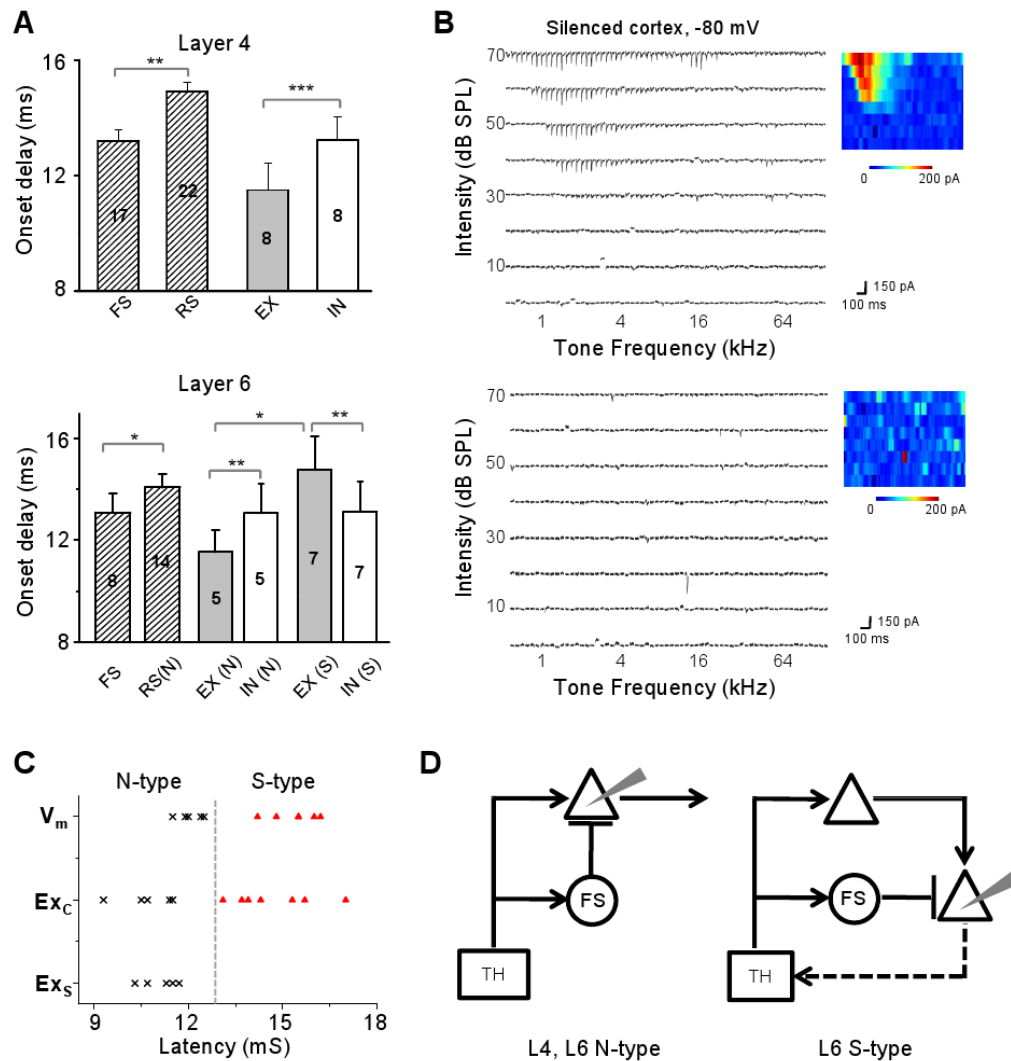 A
Layer 4
Onset delay (ms)
16
12
8
**
***
17
22
8
8
FS
RS
EX
IN
Layer 6
Onset delay (ms)
16
12
8
*
**
*
**
8
14
5
5
7
7
FS
RS(N)
EX (N)
IN (N)
EX (S)
IN (S)
B
Silenced cortex, -80 mV
Intensity (dB SPL)
70
50
30
10
1 4 16 64
Tone Frequency (kHz)
0 200 pA
150 pA
100 ms
Intensity (dB SPL)
70
50
30
10
1 4 16 64
Tone Frequency (kHz)
0 200 pA
150 pA
100 ms
C
N-type S-type
Vm
ExC
ExS
9 12 15 18
Latency (mS)
D
FS
TH
L4, L6 N-type
FS
TH
L6 S-type